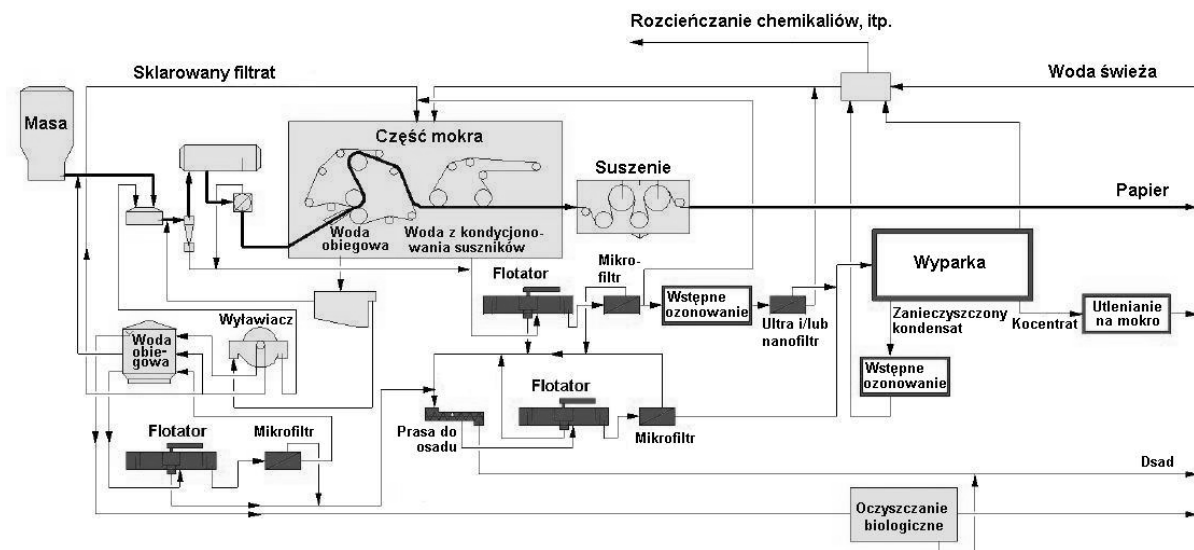 Rozcieńczanie chemikaliów, itp.
Sklarowany filtrat
Woda świeża
Masa
Część mokra
Suszenie
Papier
Woda
obiegowa
Woda z kondycjono-
wania suszników
Flotator
Mikro-
filtr
Wstępne
ozonowanie
Ultra i/lub
nanofiltr
Wyparka
Zanieczyszczony
kondensat
Kocentrat
Utlenianie
na mokro
Wstępne
ozonowanie
Wyławiacz
Woda
obie-
gowa
Flotator
Mikrofiltr
Prasa do
osadu
Flotator
Mikrofiltr
Dsad
Oczyszczanie
biologiczne